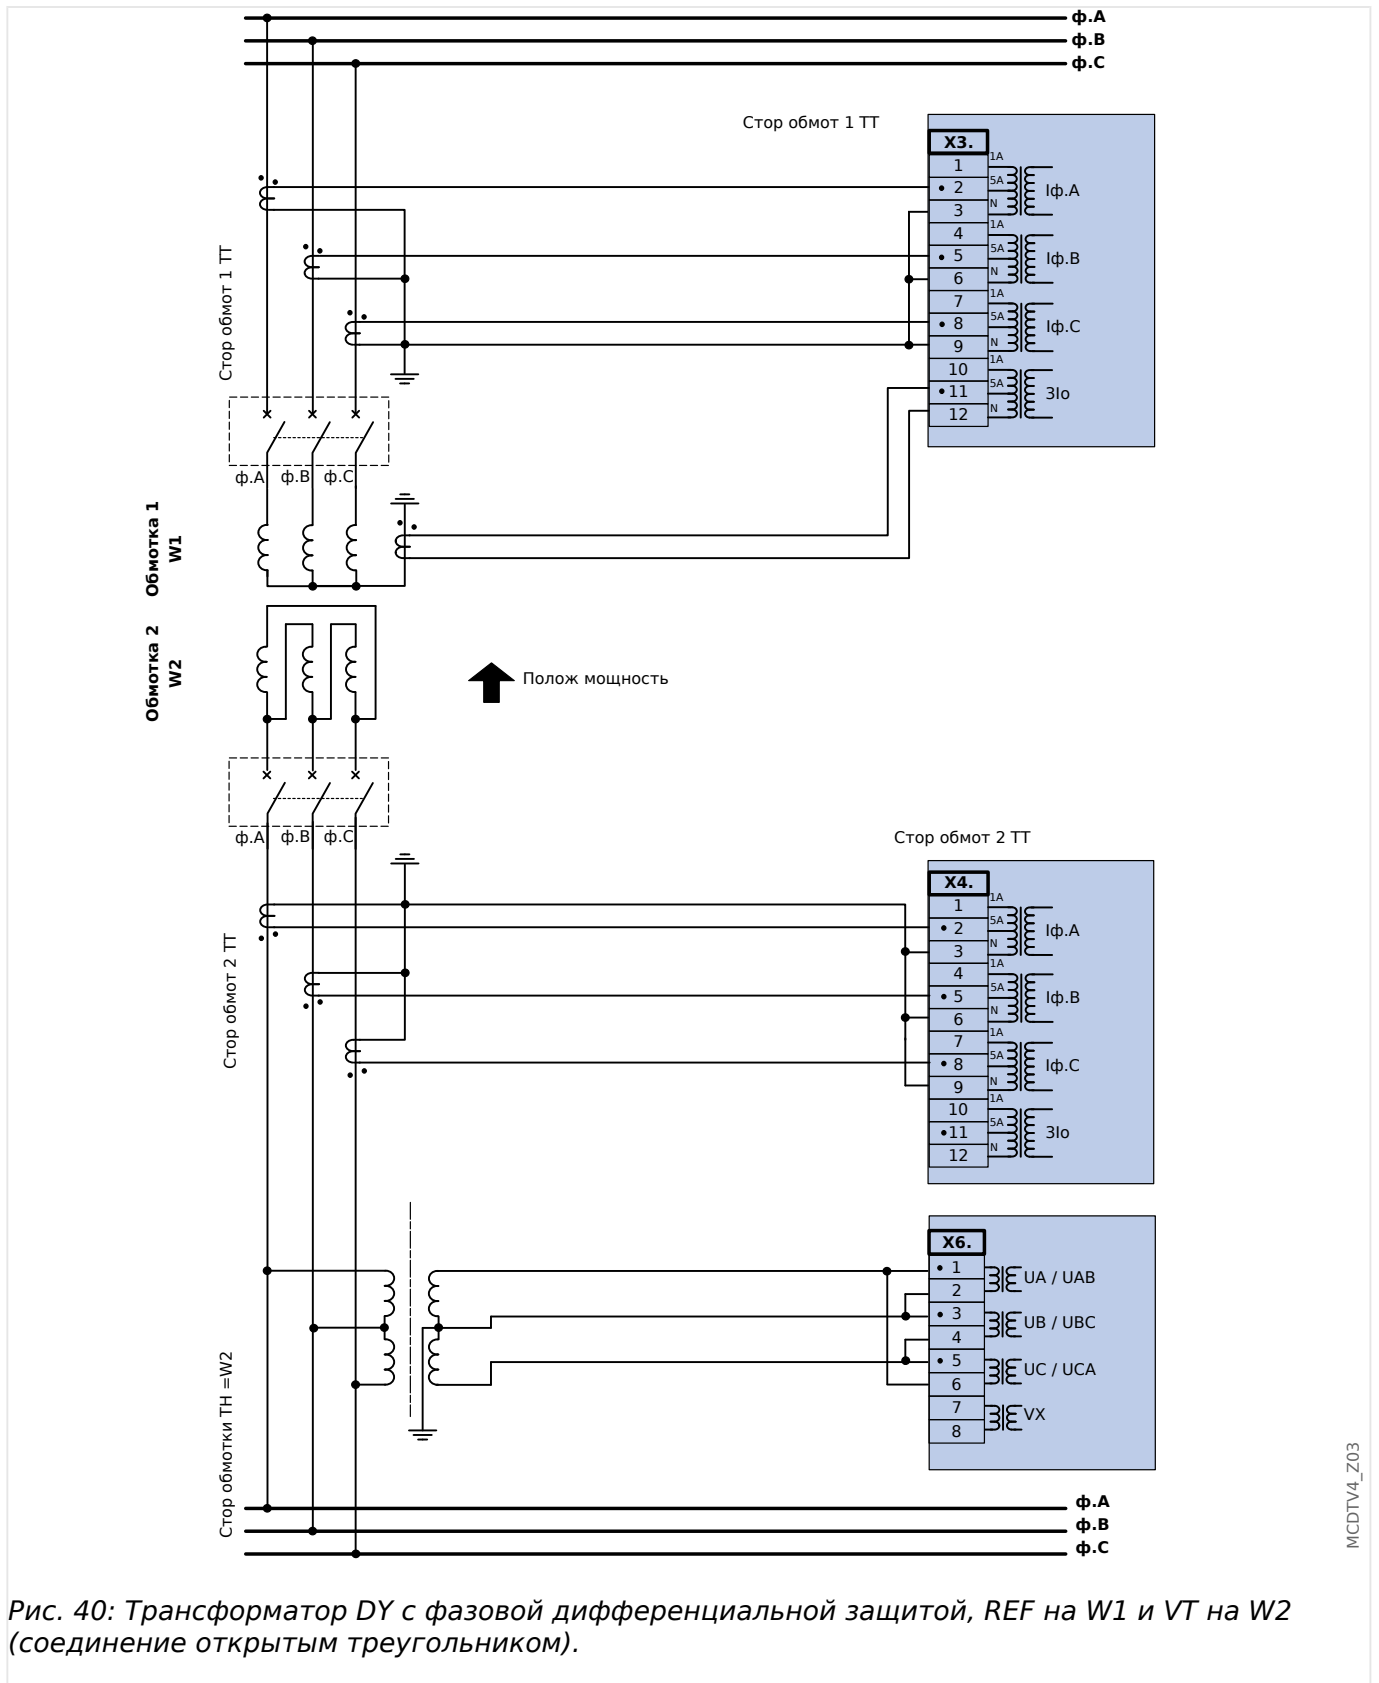 ф.A
ф.B
ф.C
Стор обмот 1 ТТ
X3.
1
2
3
4
5
6
7
8
9
10
11
12
1A
5A
N
Iф.A
1A
5A
N
Iф.B
1A
5A
N
Iф.C
1A
5A
N
3Io
Стор обмот 1 ТТ
ф.A ф.B ф.C
Обмотка 1
W1
Обмотка 2
W2
Полож мощность
ф.A ф.B ф.C
Стор обмот 2 ТТ
X4.
1
2
3
4
5
6
7
8
9
10
11
12
1A
5A
N
Iф.A
1A
5A
N
Iф.B
1A
5A
N
Iф.C
1A
5A
N
3Io
Стор обмот 2 ТТ
X6.
1
2
3
4
5
6
7
8
UA / UAB
UB / UBC
UC / UCA
VX
Стор обмотки ТН =W2
ф.A
ф.B
ф.C
MCDTV4_Z03
Рис. 40: Трансформатор DY с фазовой дифференциальной защитой, REF на W1 и VT на W2
(соединение открытым треугольником).